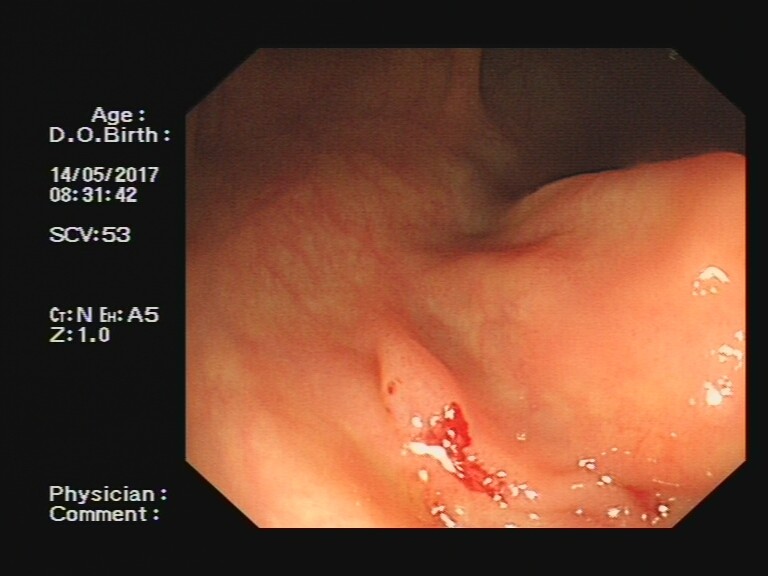 Age:
D.O.Birth:
14/05/2017
08:31:42
SCV:53
CT:N EH:A5
Z:1.0
Physician:
Comment: